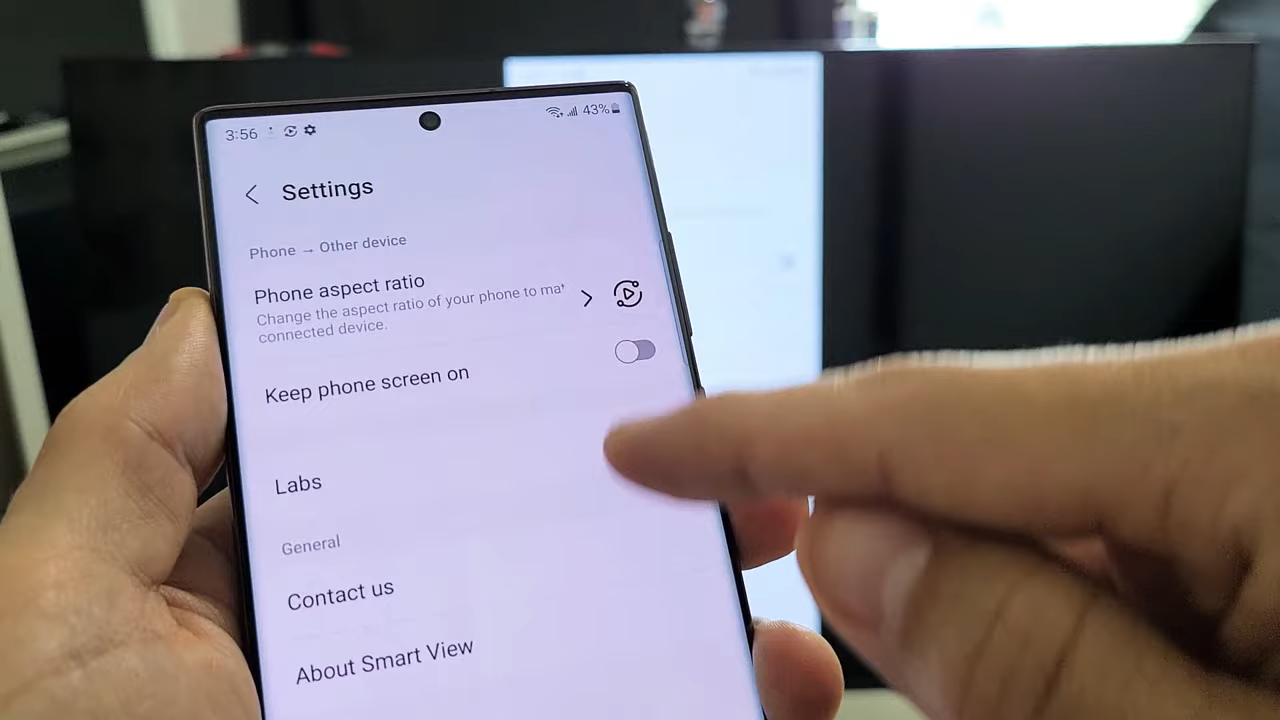 3:56 43%
Settings
Phone → Other device
Phone aspect ratio
Change the aspect ratio of your phone to
connected device.
Keep phone screen on
Labs
General
Contact us
About Smart View